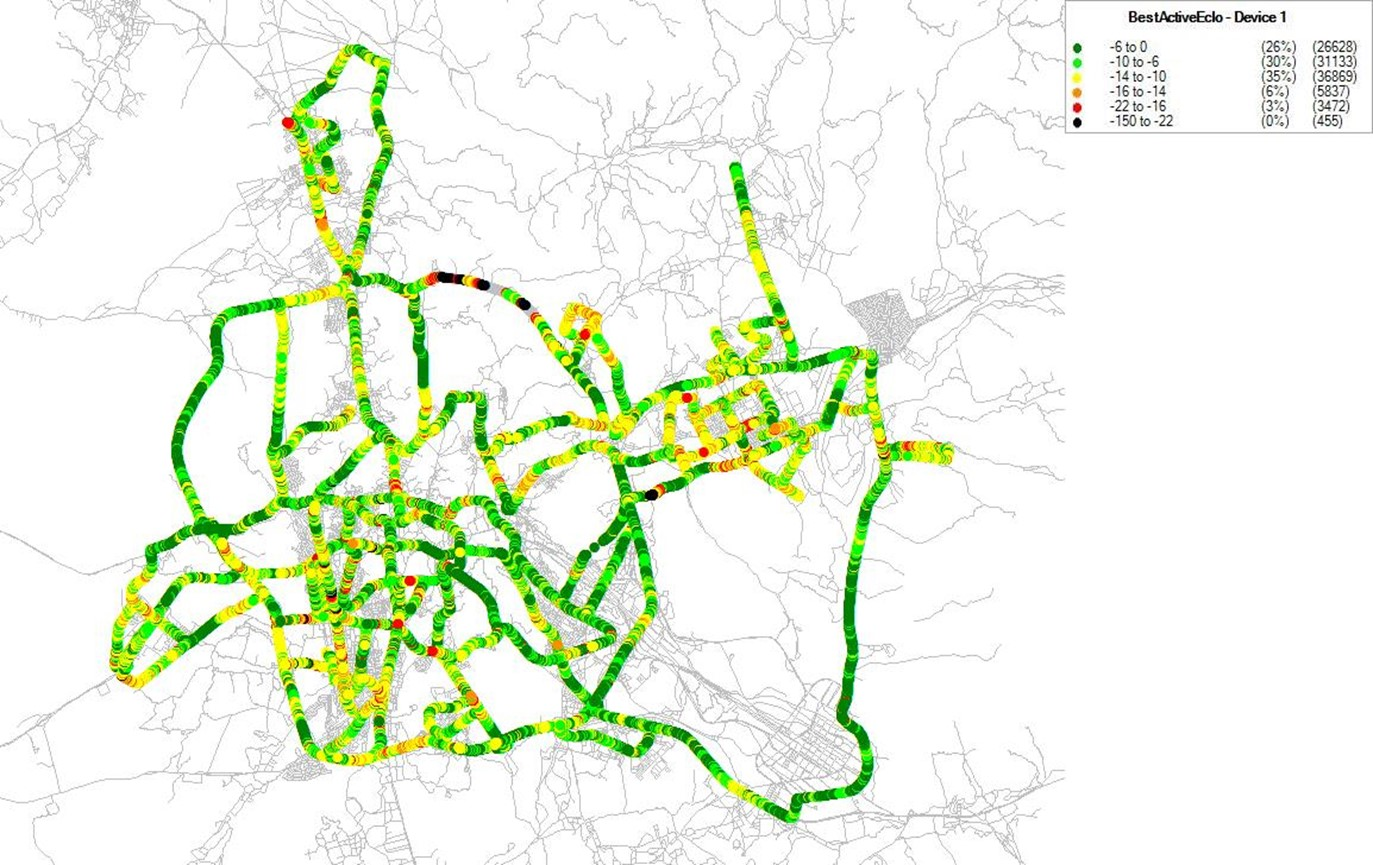 BestActiveEcIo - Device 1
-6 to 0 (26%) (26628)
-10 to -6 (30%) (31133)
-14 to -10 (35%) (36869)
-16 to -14 (6%) (5837)
-22 to -16 (3%) (3472)
-150 to -22 (0%) (455)